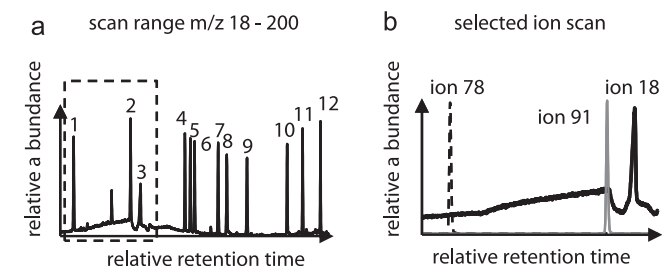 a
scan range m/z 18 - 200
relative a bundance
1
2
3
4
5
6
7
8
9
10
11
12
relative retention time
b
selected ion scan
relative abundance
ion 78
ion 91
ion 18
relative retention time